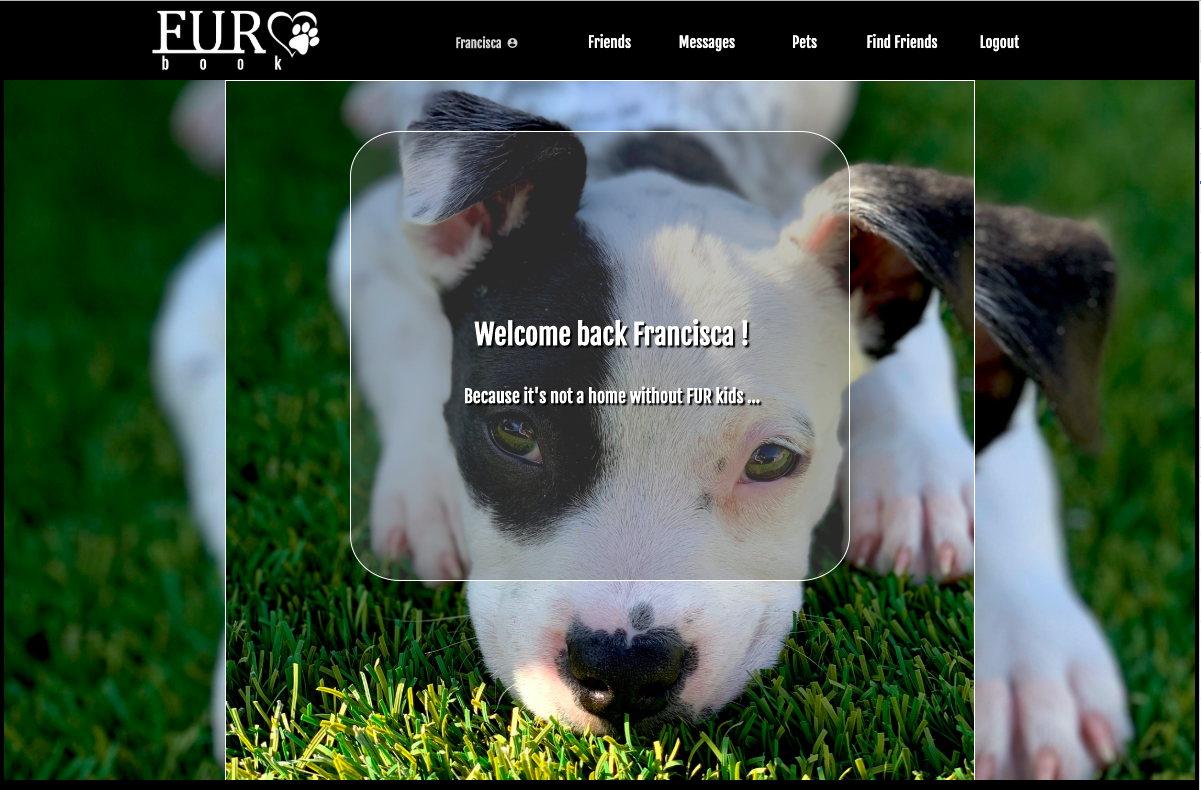 FUR
book
Francisca
Friends
Messages
Pets
Find Friends
Logout
Welcome back Francisca !
Because it's not a home without FUR kids ...